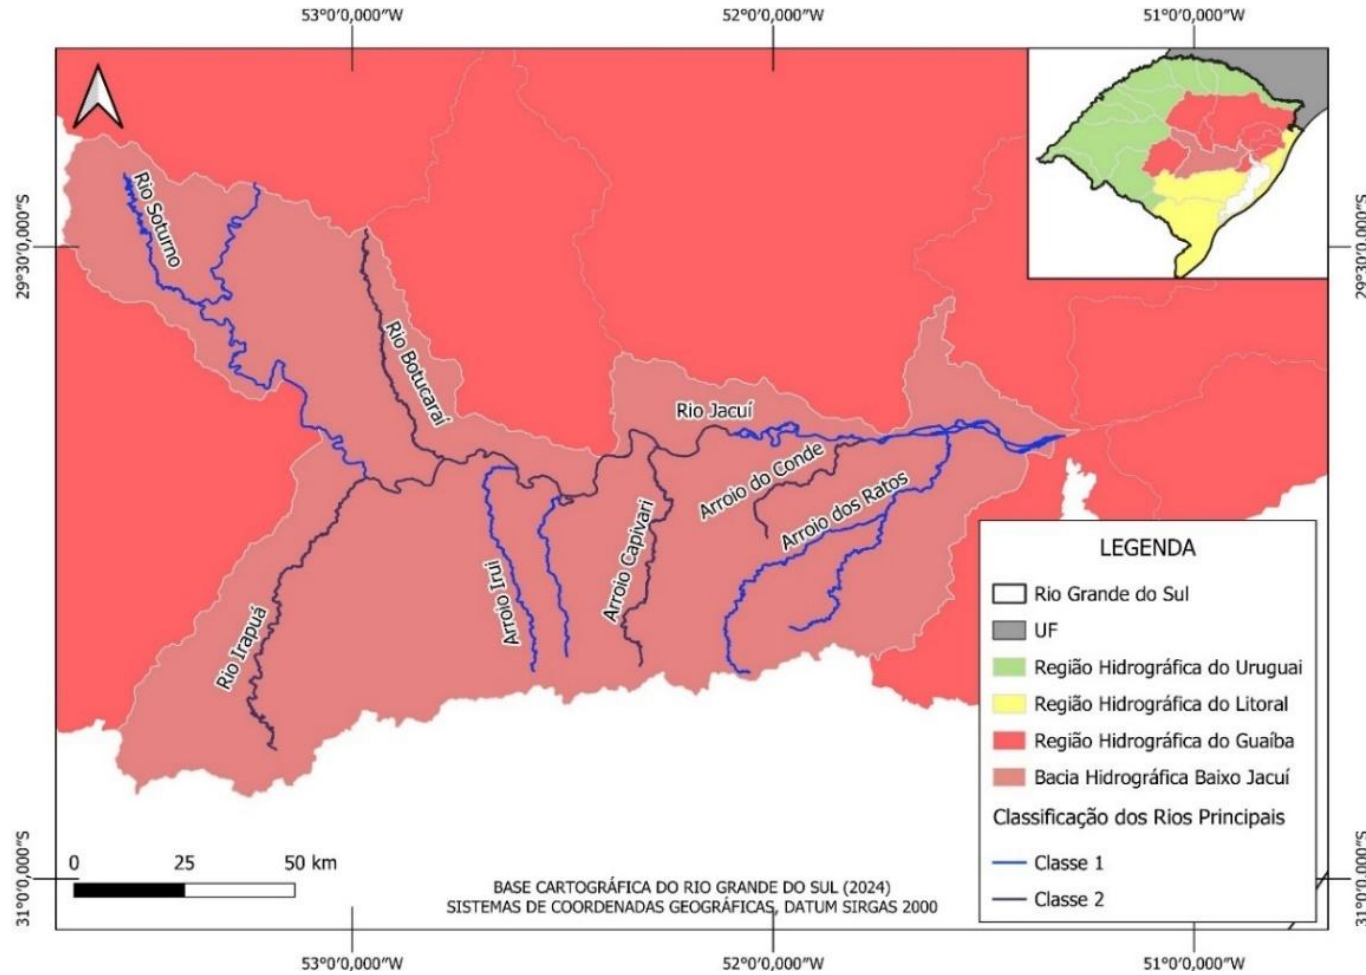 53°0'0,000"W
52°0'0,000"W
51°0'0,000"W
29°30'0,000"S
29°30'0,000"S
Rio Soturno
Rio Botucaraí
Rio Jacuí
Arroio do Conde
Arroio dos Ratos
Arroio Capivari
Arroio Iruí
Rio Irapuá
LEGENDA
Rio Grande do Sul
UF
Região Hidrográfica do Uruguai
Região Hidrográfica do Litoral
Região Hidrográfica do Guaíba
Bacia Hidrográfica Baixo Jacuí
Classificação dos Rios Principais
Classe 1
Classe 2
0 25 50 km
BASE CARTOGRÁFICA DO RIO GRANDE DO SUL (2024)
SISTEMAS DE COORDENADAS GEOGRÁFICAS, DATUM SIRGAS 2000
31°0'0,000"S
31°0'0,000"S
53°0'0,000"W
52°0'0,000"W
51°0'0,000"W